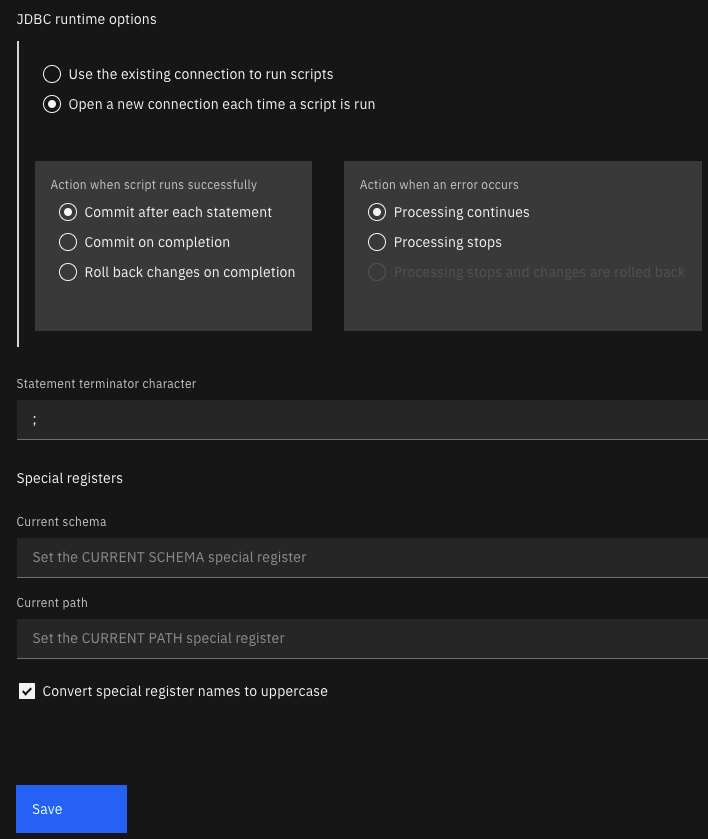 JDBC runtime options
Use the existing connection to run scripts
Open a new connection each time a script is run
Action when script runs successfully
Commit after each statement
Commit on completion
Roll back changes on completion
Action when an error occurs
Processing continues
Processing stops
Processing stops and changes are rolled back
Statement terminator character
;
Special registers
Current schema
Set the CURRENT SCHEMA special register
Current path
Set the CURRENT PATH special register
Convert special register names to uppercase
Save